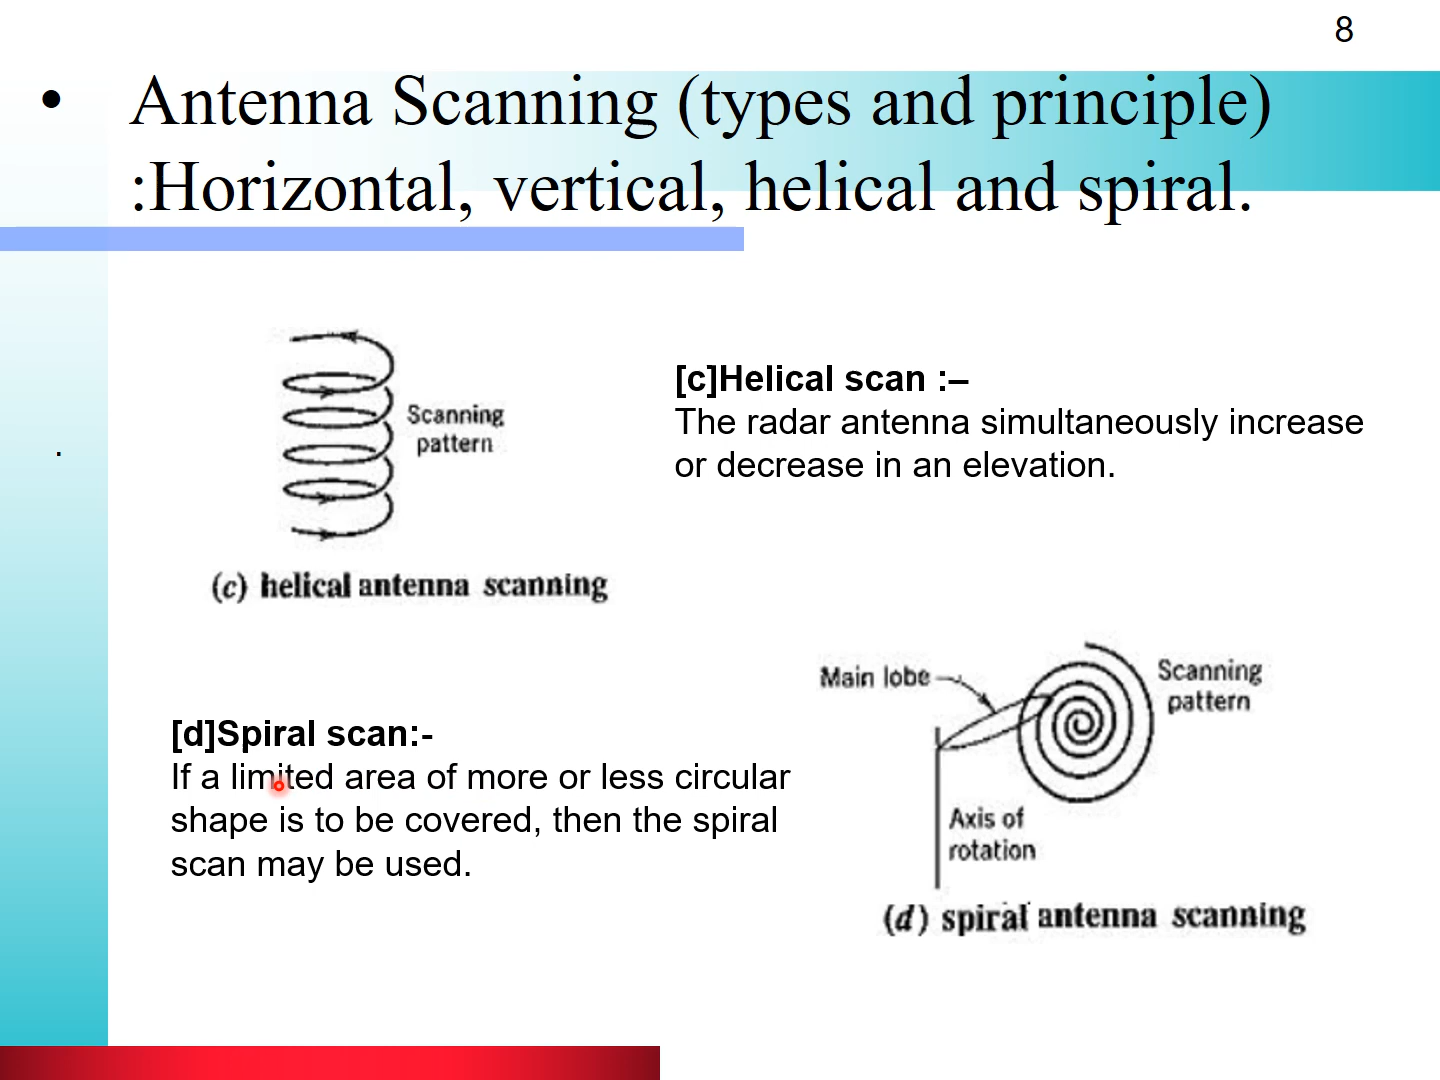 8
• Antenna Scanning (types and principle)
:Horizontal, vertical, helical and spiral.
Scanning
pattern
(c) helical antenna scanning
[c]Helical scan :–
The radar antenna simultaneously increase
or decrease in an elevation.
.
[d]Spiral scan:-
If a limited area of more or less circular
shape is to be covered, then the spiral
scan may be used.
Main lobe
Scanning
pattern
Axis of
rotation
(d) spiral antenna scanning